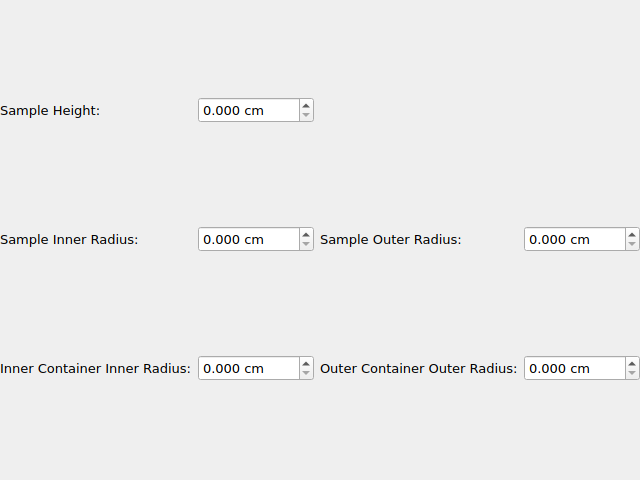 Sample Height: 0.000 cm
Sample Inner Radius: 0.000 cm Sample Outer Radius: 0.000 cm
Inner Container Inner Radius: 0.000 cm Outer Container Outer Radius: 0.000 cm